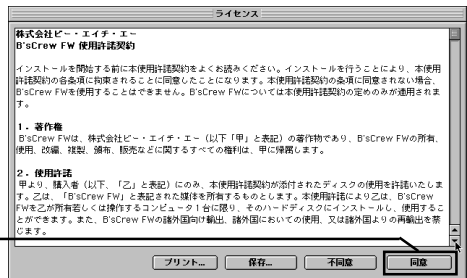 ライセンス
株式会社ビー・エイチ・エー
B'sCrew FW 使用許諾契約
インストールを開始する前に本使用許諾契約をよくお読みください。インストールを行うことにより、本使用
許諾契約の各条項に拘束されることに同意したことになります。本使用許諾契約の条項に同意されない場合、
B'sCrew FWを使用することはできません。B'sCrew FWについては本使用許諾契約の定めのみが適用されま
す。
1・著作権
B'sCrew FWは、株式会社ビー・エイチ・エー（以下「甲」と表記）の著作物であり、B'sCrew FWの所有、
使用、改編、複製、頒布、販売などに関するすべての権利は、甲に帰属します。
2・使用許諾
甲より、購入者（以下、「乙」と表記）にのみ、本使用許諾契約が添付されたディスクの使用を許諾いたしま
す。乙は、「B'sCrew FW」と表記された媒体を所有するものとします。本使用許諾により乙は、B'sCrew
FWを乙が所有若しくは操作するコンピュータ1台に限り、そのハードディスクにインストールし、使用するこ
とができます。また、B'sCrew FWの諸外国向け輸出、諸外国においての使用、又は諸外国よりの再輸出を禁
じます。
プリント... 保存... 不同意 同意